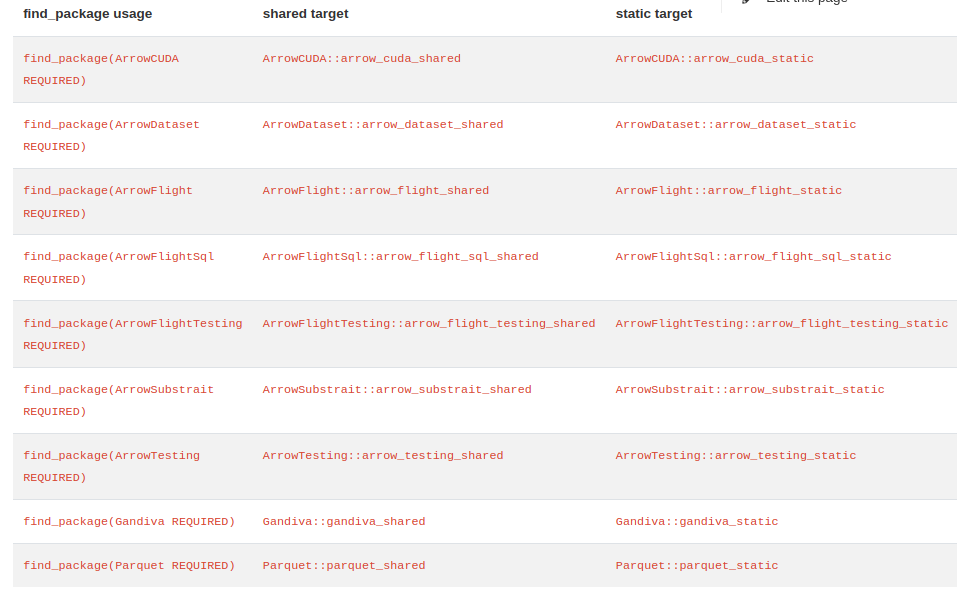 Edit this page
find_package usage shared target static target
find_package(ArrowCUDA ArrowCUDA::arrow_cuda_shared ArrowCUDA::arrow_cuda_static
REQUIRED)
find_package(ArrowDataset ArrowDataset::arrow_dataset_shared ArrowDataset::arrow_dataset_static
REQUIRED)
find_package(ArrowFlight ArrowFlight::arrow_flight_shared ArrowFlight::arrow_flight_static
REQUIRED)
find_package(ArrowFlightSql ArrowFlightSql::arrow_flight_sql_shared ArrowFlightSql::arrow_flight_sql_static
REQUIRED)
find_package(ArrowFlightTesting ArrowFlightTesting::arrow_flight_testing_shared ArrowFlightTesting::arrow_flight_testing_static
REQUIRED)
find_package(ArrowSubstrait ArrowSubstrait::arrow_substrait_shared ArrowSubstrait::arrow_substrait_static
REQUIRED)
find_package(ArrowTesting ArrowTesting::arrow_testing_shared ArrowTesting::arrow_testing_static
REQUIRED)
find_package(Gandiva REQUIRED) Gandiva::gandiva_shared Gandiva::gandiva_static
find_package(Parquet REQUIRED) Parquet::parquet_shared Parquet::parquet_static